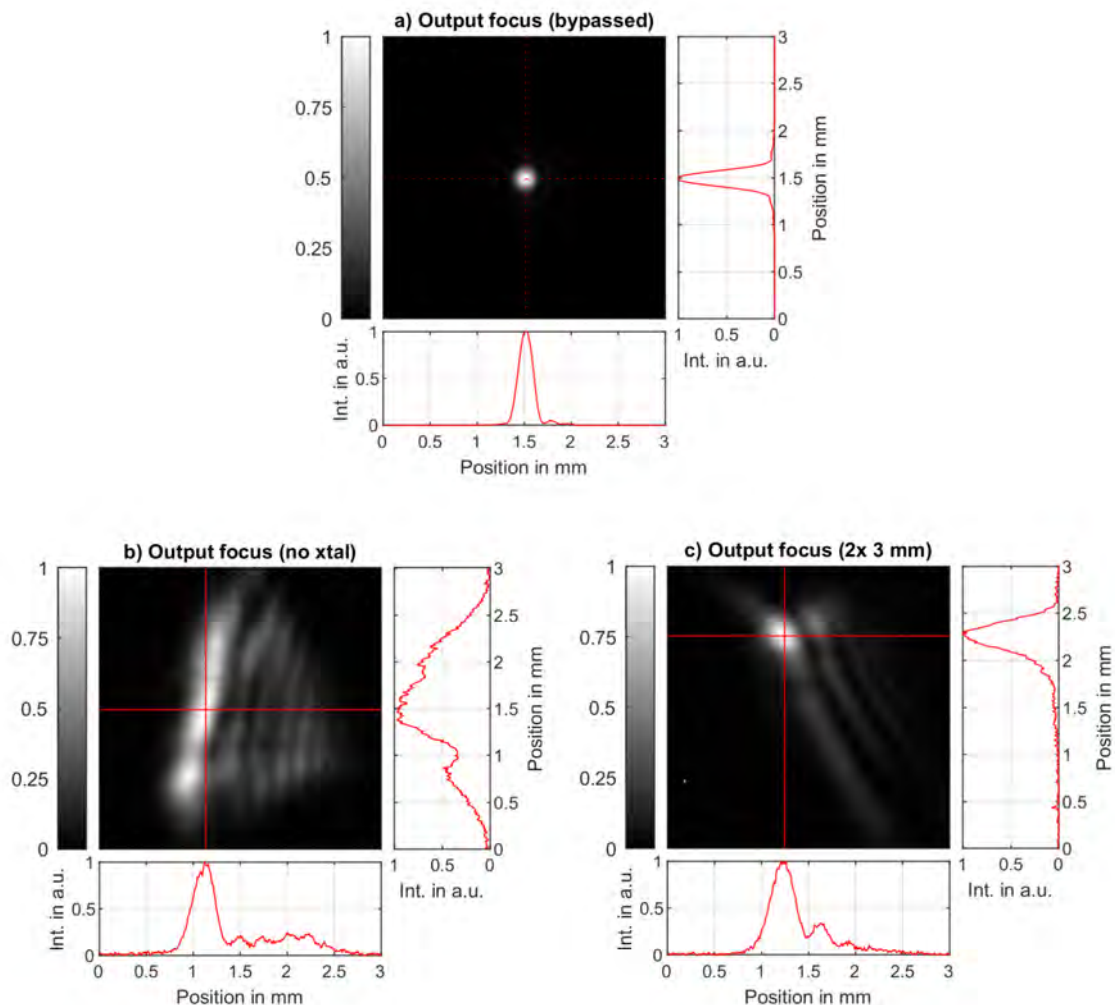 a) Output focus (bypassed)
1
0.75
0.5
0.25
0
3
2.5
2
1.5
1
0.5
0
Position in mm
1 0.5 0
Int. in a.u.
1
0.5
0
Int. in a.u.
0 0.5 1 1.5 2 2.5 3
Position in mm
b) Output focus (no xtal)
1
0.75
0.5
0.25
0
3
2.5
2
1.5
1
0.5
0
Position in mm
1 0.5 0
Int. in a.u.
1
0.5
0
Int. in a.u.
0 0.5 1 1.5 2 2.5 3
Position in mm
c) Output focus (2x 3 mm)
1
0.75
0.5
0.25
0
3
2.5
2
1.5
1
0.5
0
Position in mm
1 0.5 0
Int. in a.u.
1
0.5
0
Int. in a.u.
0 0.5 1 1.5 2 2.5 3
Position in mm